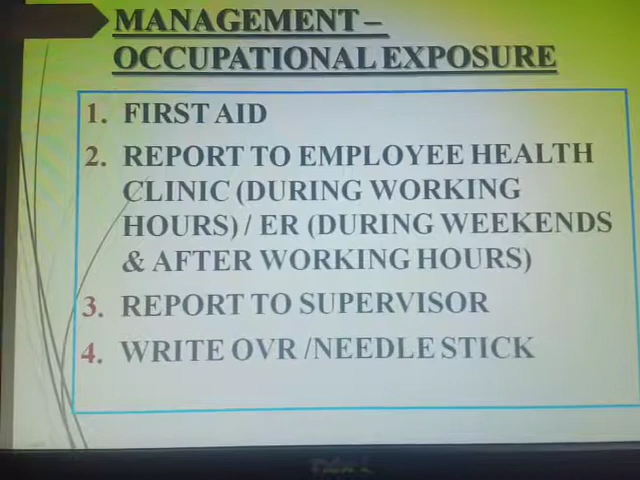 MANAGEMENT –
OCCUPATIONAL EXPOSURE
1. FIRST AID
2. REPORT TO EMPLOYEE HEALTH
CLINIC (DURING WORKING
HOURS) / ER (DURING WEEKENDS
& AFTER WORKING HOURS)
3. REPORT TO SUPERVISOR
4. WRITE OVR /NEEDLE STICK